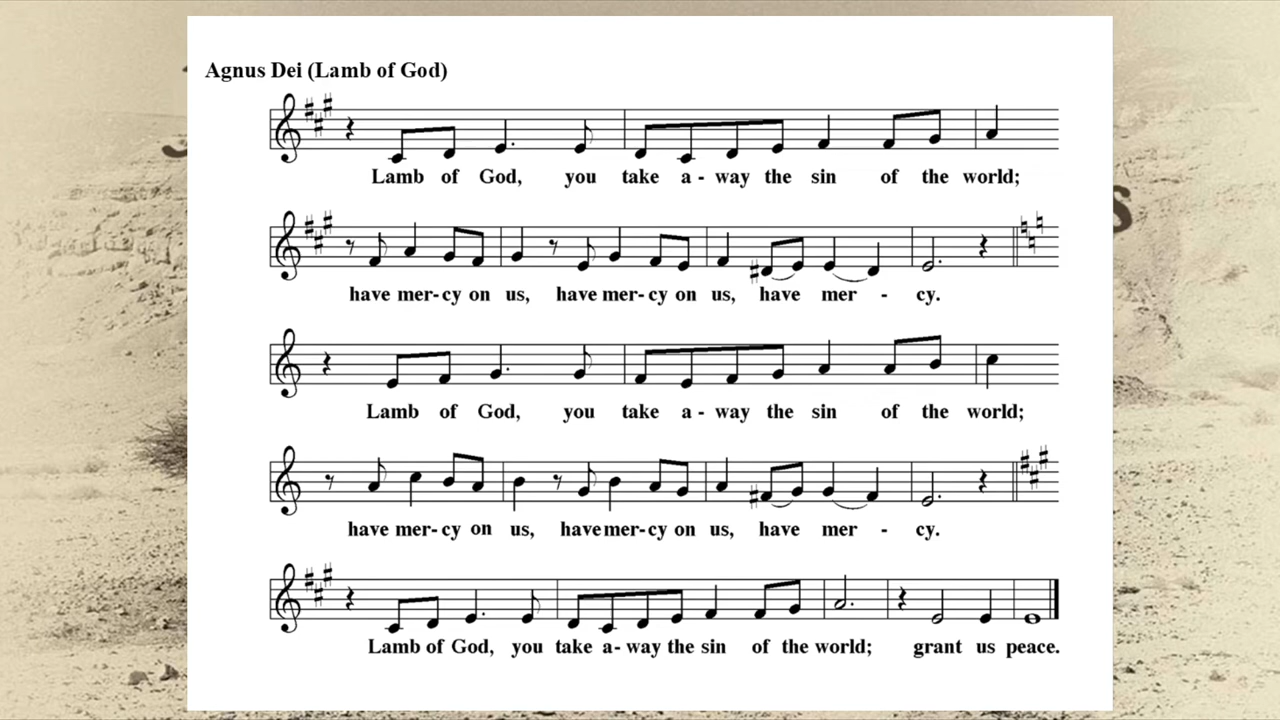 Agnus Dei (Lamb of God)
Lamb of God, you take a - way the sin of the world;
have mer- cy on us, have mer- cy on us, have mer - cy.
Lamb of God, you take a - way the sin of the world;
have mer- cy on us, have mer- cy on us, have mer - cy.
Lamb of God, you take a- way the sin of the world; grant us peace.